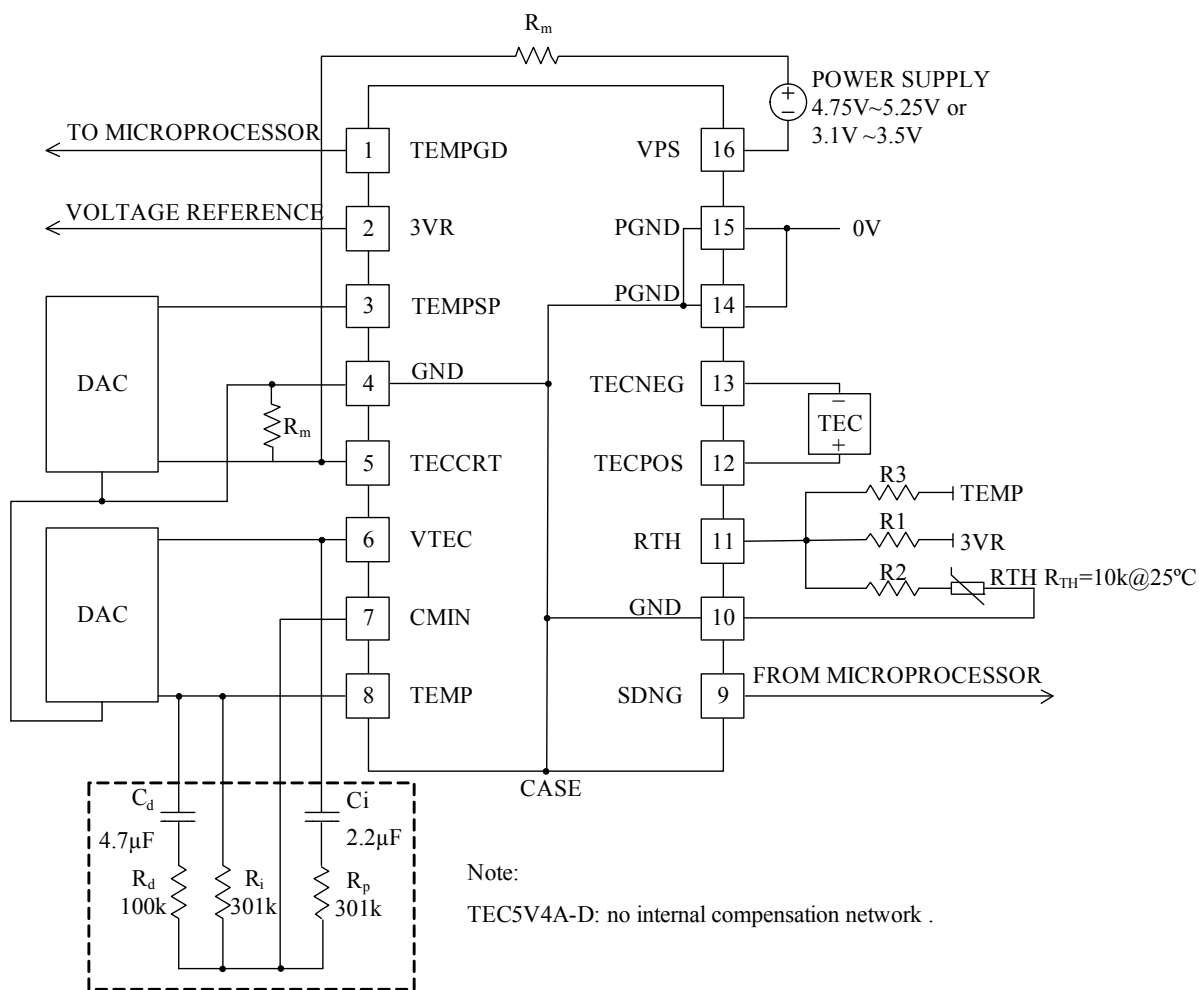 Rm
POWER SUPPLY
4.75V~5.25V or
3.1V ~3.5V
TO MICROPROCESSOR
1 TEMPGD
VPS 16
VOLTAGE REFERENCE
2 3VR
PGND 15
0V
3 TEMPSP
PGND 14
DAC
4 GND
TECNEG 13
Rm
TEC
5 TECCRT
TECPOS 12
R3 TEMP
6 VTEC
RTH 11
R1 3VR
R2 RTH RTH=10k@25ºC
DAC
7 CMIN
GND 10
8 TEMP
SDNG 9
FROM MICROPROCESSOR
CASE
Cd
4.7µF
Ci
2.2µF
Rd
100k
Ri
301k
Rp
301k
Note:
TEC5V4A-D: no internal compensation network .